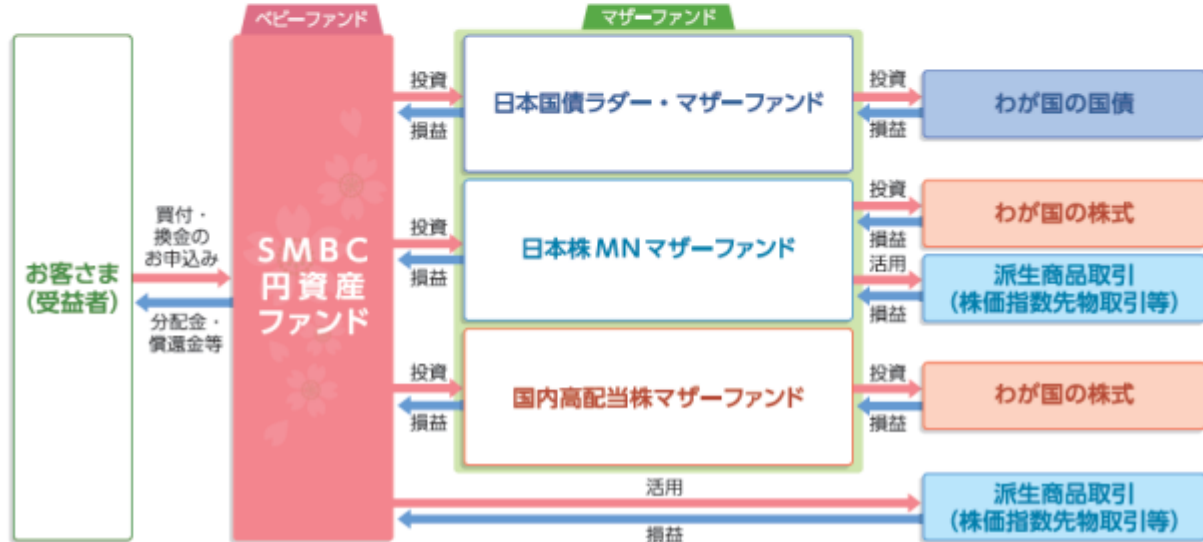 ベビーファンド
マザーファンド
お客さま
(受益者)
買付・
換金の
お申込み
分配金・
償還金等
SMBC
円資産
ファンド
投資
損益
日本国債ラダー・マザーファンド
投資
損益
わが国の国債
投資
損益
日本株MNマザーファンド
投資
損益
わが国の株式
活用
損益
派生商品取引
(株価指数先物取引等)
投資
損益
国内高配当株マザーファンド
投資
損益
わが国の株式
活用
損益
派生商品取引
(株価指数先物取引等)